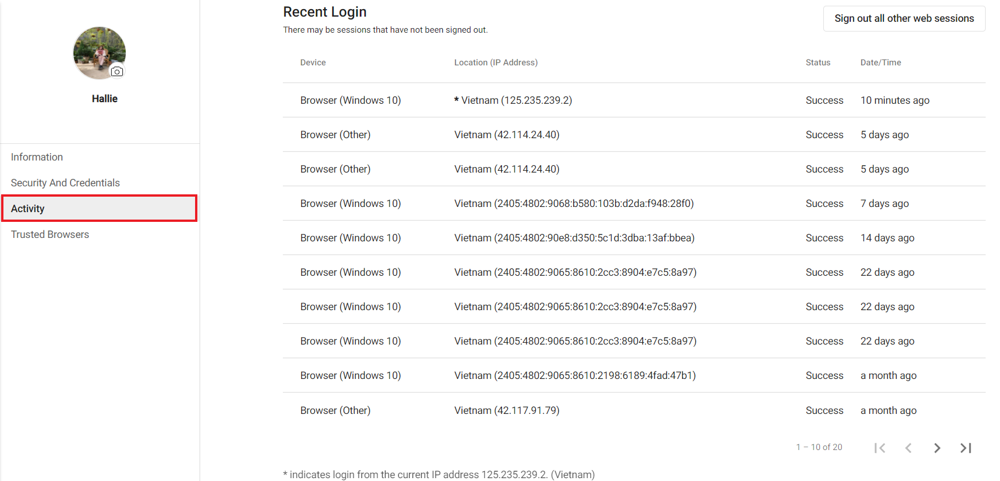 Hallie
Information
Security And Credentials
Activity
Trusted Browsers
Recent Login
There may be sessions that have not been signed out.
Sign out all other web sessions
Device Location (IP Address) Status Date/Time
Browser (Windows 10) * Vietnam (125.235.239.2) Success 10 minutes ago
Browser (Other) Vietnam (42.114.24.40) Success 5 days ago
Browser (Other) Vietnam (42.114.24.40) Success 5 days ago
Browser (Windows 10) Vietnam (2405:4802:9068:b580:103b:d2da:f948:28f0) Success 7 days ago
Browser (Windows 10) Vietnam (2405:4802:90e8:d350:5c1d:3dba:13af:bbea) Success 14 days ago
Browser (Windows 10) Vietnam (2405:4802:9065:8610:2cc3:8904:e7c5:8a97) Success 22 days ago
Browser (Windows 10) Vietnam (2405:4802:9065:8610:2cc3:8904:e7c5:8a97) Success 22 days ago
Browser (Windows 10) Vietnam (2405:4802:9065:8610:2cc3:8904:e7c5:8a97) Success 22 days ago
Browser (Windows 10) Vietnam (2405:4802:9065:8610:2198:6189:4fad:47b1) Success a month ago
Browser (Other) Vietnam (42.117.91.79) Success a month ago
1 – 10 of 20
* indicates login from the current IP address 125.235.239.2. (Vietnam)